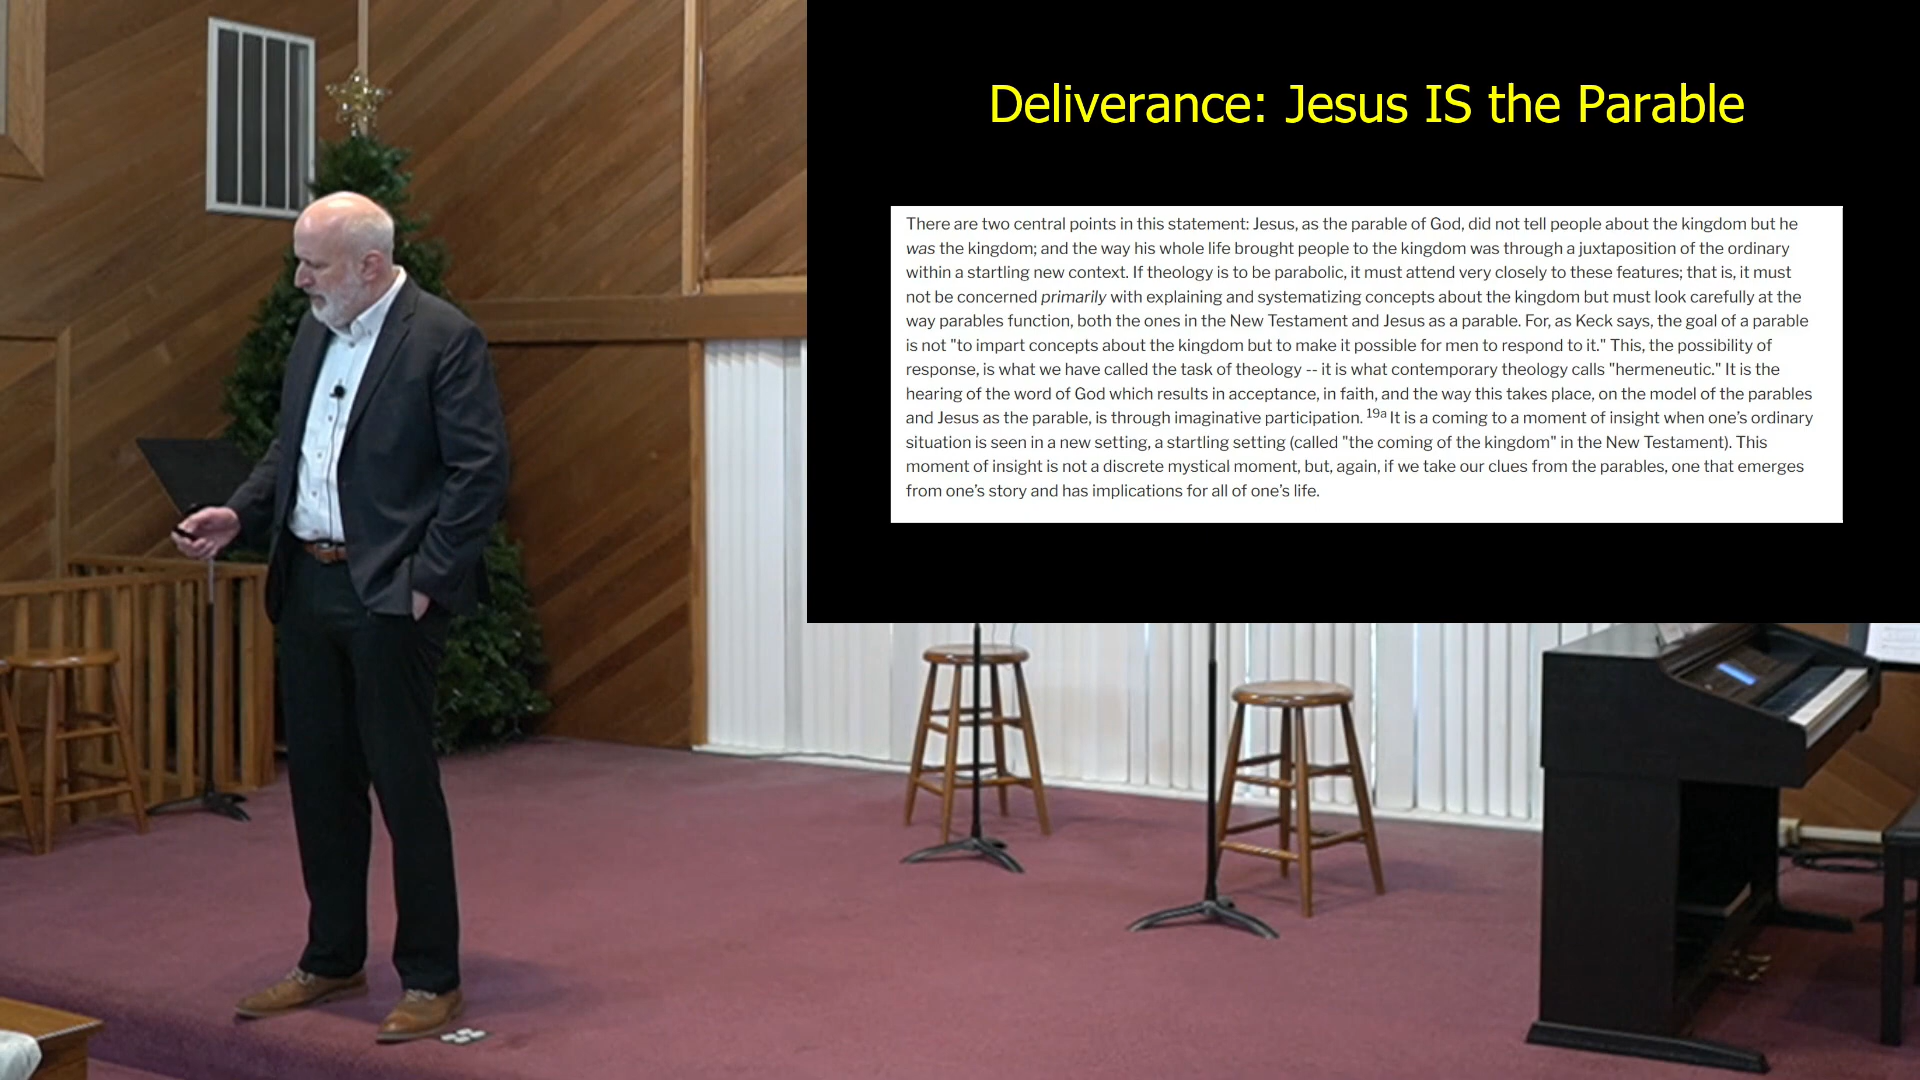 Deliverance: Jesus IS the Parable
There are two central points in this statement: Jesus, as the parable of God, did not tell people about the kingdom but he
was the kingdom; and the way his whole life brought people to the kingdom was through a juxtaposition of the ordinary
within a startling new context. If theology is to be parabolic, it must attend very closely to these features; that is, it must
not be concerned primarily with explaining and systematizing concepts about the kingdom but must look carefully at the
way parables function, both the ones in the New Testament and Jesus as a parable. For, as Keck says, the goal of a parable
is not "to impart concepts about the kingdom but to make it possible for men to respond to it." This, the possibility of
response, is what we have called the task of theology -- it is what contemporary theology calls "hermeneutic." It is the
hearing of the word of God which results in acceptance, in faith, and the way this takes place, on the model of the parables
and Jesus as the parable, is through imaginative participation. 19a It is a coming to a moment of insight when one’s ordinary
situation is seen in a new setting, a startling setting (called "the coming of the kingdom" in the New Testament). This
moment of insight is not a discrete mystical moment, but, again, if we take our clues from the parables, one that emerges
from one’s story and has implications for all of one’s life.